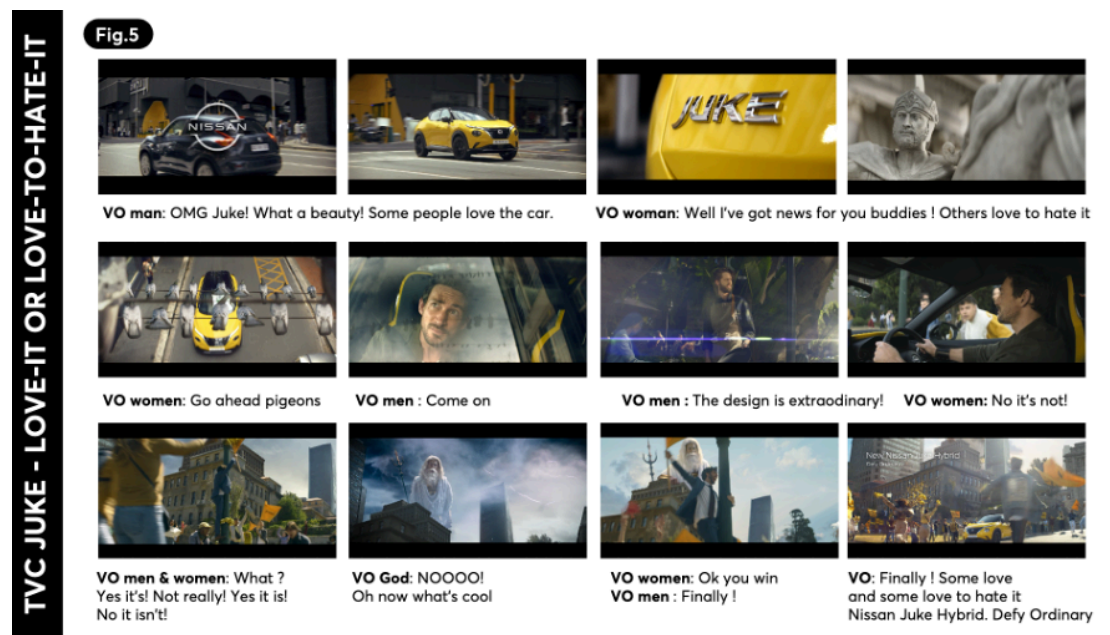 TVC JUKE - LOVE-IT OR LOVE-TO-HATE-IT
Fig.5
NISSAN
JUKE
VO man: OMG Juke! What a beauty! Some people love the car.
VO woman: Well I've got news for you buddies ! Others love to hate it
VO women: Go ahead pigeons
VO men : Come on
VO men : The design is extraodinary!
VO women: No it's not!
New Nissan Juke Hybrid
VO men & women: What ?
Yes it's! Not really! Yes it is!
No it isn't!
VO God: NOOOO!
Oh now what's cool
VO women: Ok you win
VO men : Finally !
VO: Finally ! Some love
and some love to hate it
Nissan Juke Hybrid. Defy Ordinary